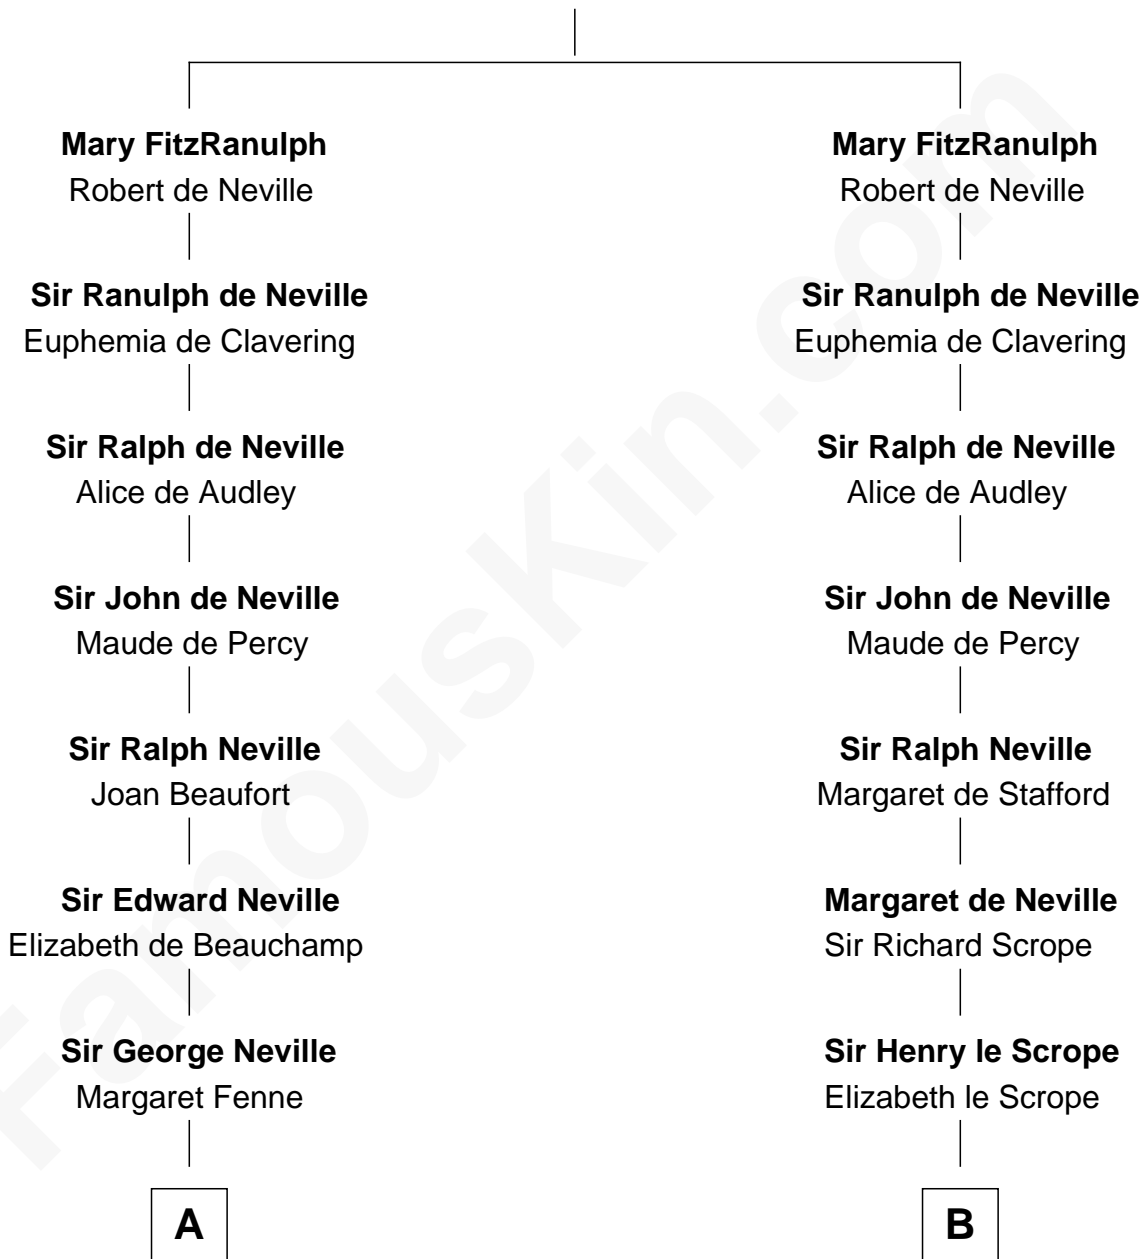 Mary FitzRanulph
Robert de Neville
Sir Ranulph de Neville
Euphemia de Clavering
Sir Ralph de Neville
Alice de Audley
Sir John de Neville
Maude de Percy
Sir Ralph Neville
Joan Beaufort
Sir Edward Neville
Elizabeth de Beauchamp
Sir George Neville
Margaret Fenne
A
Mary FitzRanulph
Robert de Neville
Sir Ranulph de Neville
Euphemia de Clavering
Sir Ralph de Neville
Alice de Audley
Sir John de Neville
Maude de Percy
Sir Ralph Neville
Margaret de Stafford
Margaret de Neville
Sir Richard Scrope
Sir Henry le Scrope
Elizabeth le Scrope
B
FamousKin.com